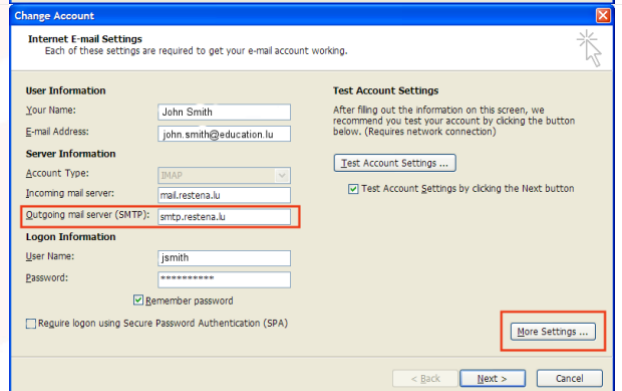 Change Account
Internet E-mail Settings
Each of these settings are required to get your e-mail account working.
User Information
Your Name:
John Smith
E-mail Address:
john.smith@education.lu
Server Information
Account Type:
IMAP
Incoming mail server:
mail.restena.lu
Outgoing mail server (SMTP):
smtp.restena.lu
Logon Information
User Name:
jsmith
Password:
**********
Remember password
Require logon using Secure Password Authentication (SPA)
Test Account Settings
After filling out the information on this screen, we
recommend you test your account by clicking the button
below. (Requires network connection)
Test Account Settings ...
Test Account Settings by clicking the Next button
More Settings ...
< Back
Next >
Cancel